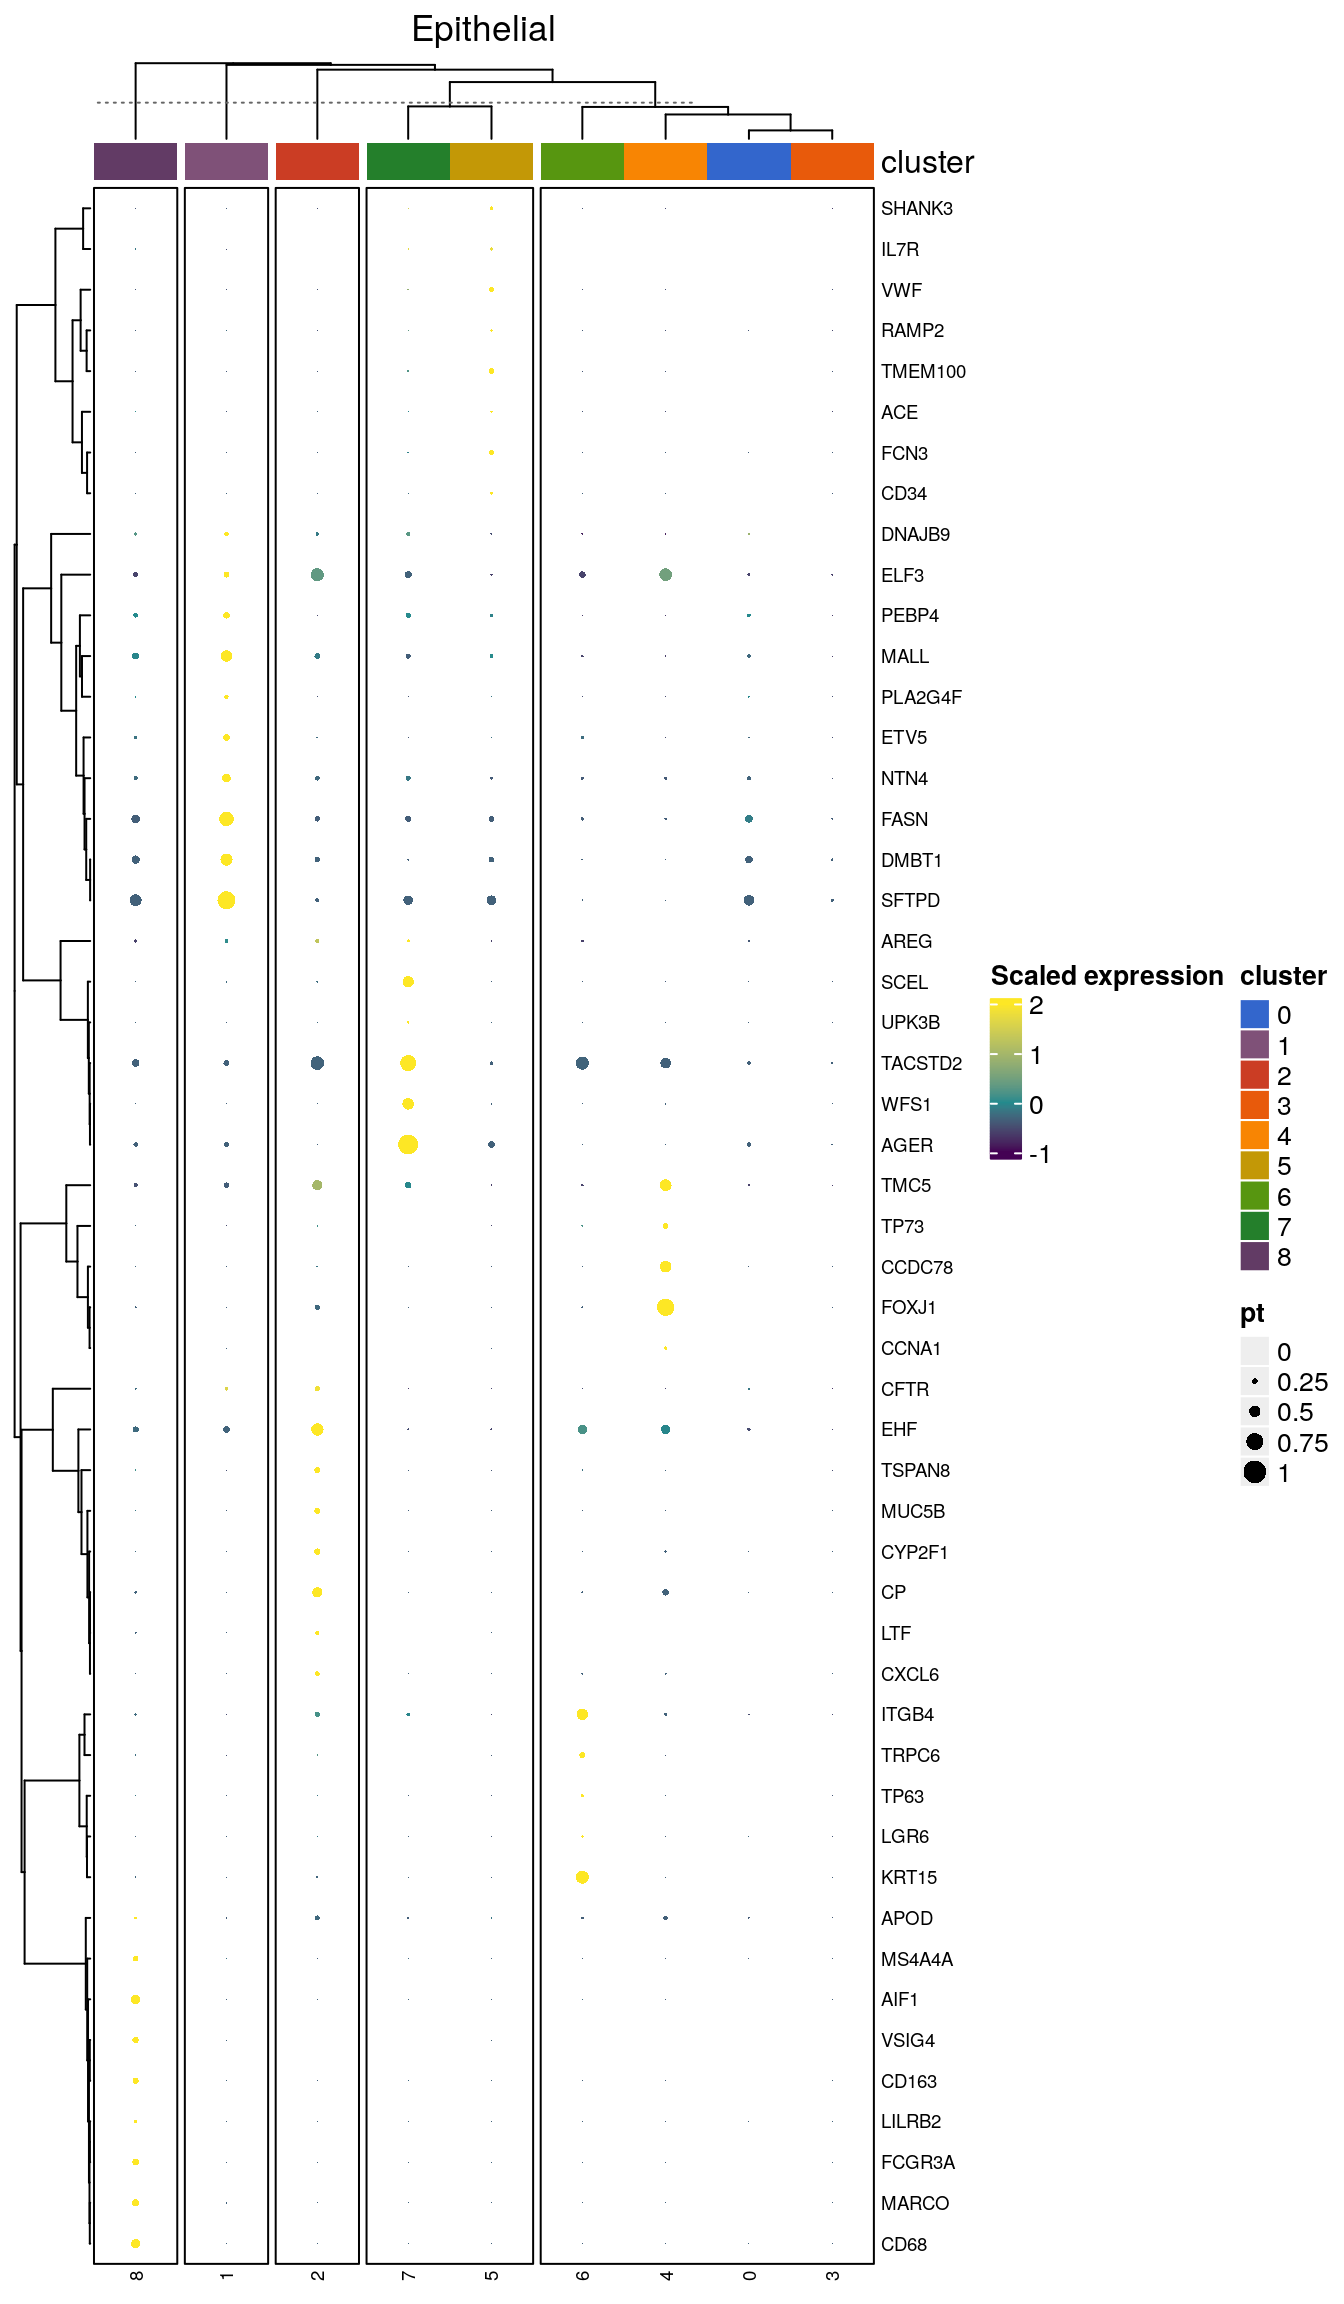 Epithelial
cluster
SHANK3
IL7R
VWF
RAMP2
TMEM100
ACE
FCN3
CD34
DNAJB9
ELF3
PEBP4
MALL
PLA2G4F
ETV5
NTN4
FASN
DMBT1
SFTPD
AREG
SCEL
UPK3B
TACSTD2
WFS1
AGER
TMC5
TP73
CCDC78
FOXJ1
CCNA1
CFTR
EHF
TSPAN8
MUC5B
CYP2F1
CP
LTF
CXCL6
ITGB4
TRPC6
TP63
LGR6
KRT15
APOD
MS4A4A
AIF1
VSIG4
CD163
LILRB2
FCGR3A
MARCO
CD68
8 1 2 7 5 6 4 0 3
Scaled expression
2
1
0
-1
cluster
0
1
2
3
4
5
6
7
8
pt
0
0.25
0.5
0.75
1